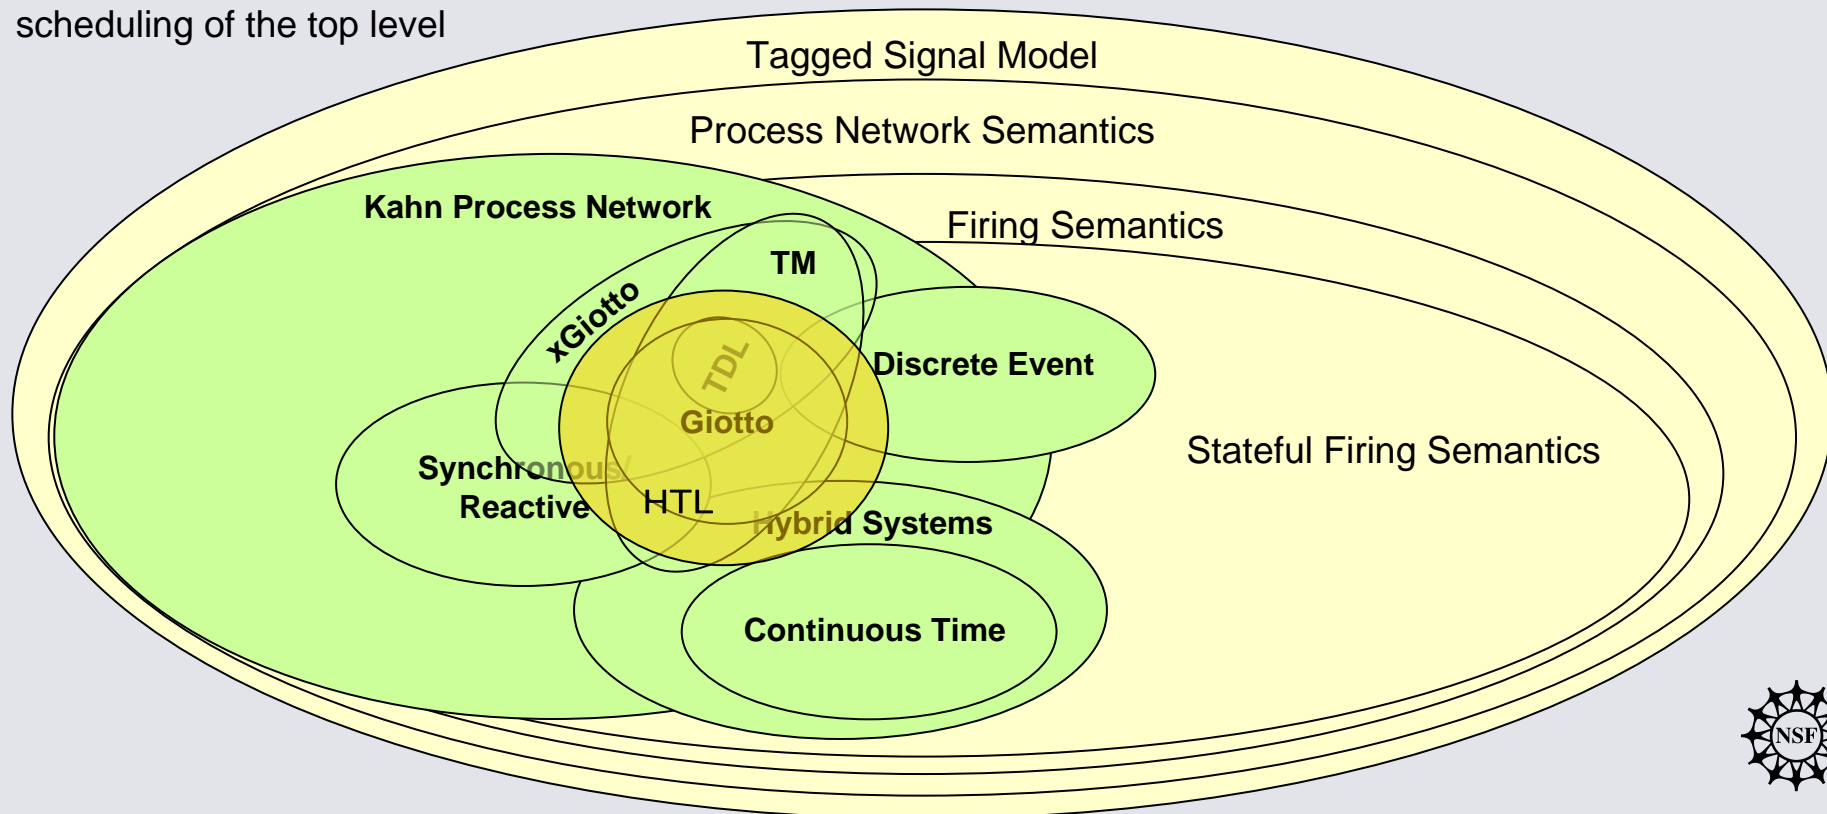 scheduling of the top level
Tagged Signal Model
Process Network Semantics
Kahn Process Network
Firing Semantics
TM
xGiotto
TDL
Discrete Event
Giotto
Stateful Firing Semantics
Synchronous/
Reactive
HTL
Hybrid Systems
Continuous Time
NSF